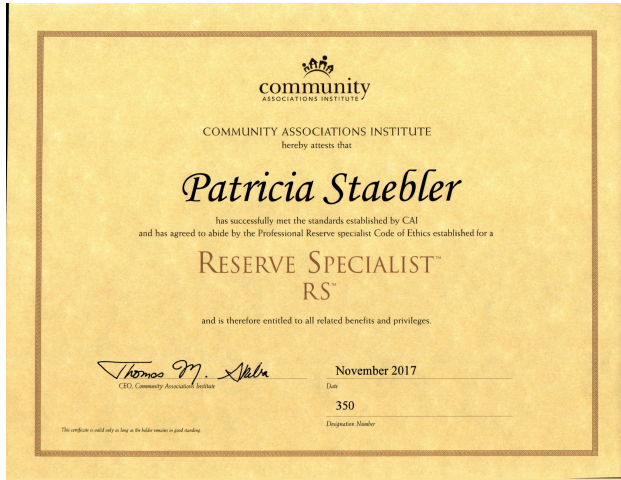 community
ASSOCIATIONS INSTITUTE
COMMUNITY ASSOCIATIONS INSTITUTE
hereby attests that
Patricia Staebler
has successfully met the standards established by CAI
and has agreed to abide by the Professional Reserve specialist Code of Ethics established for a
RESERVE SPECIALIST™
RS™
and is therefore entitled to all related benefits and privileges.
Thomas M. Skiba
CEO, Community Associations Institute
November 2017
Date
350
Designation Number
This certificate is valid only as long as the holder remains in good standing.